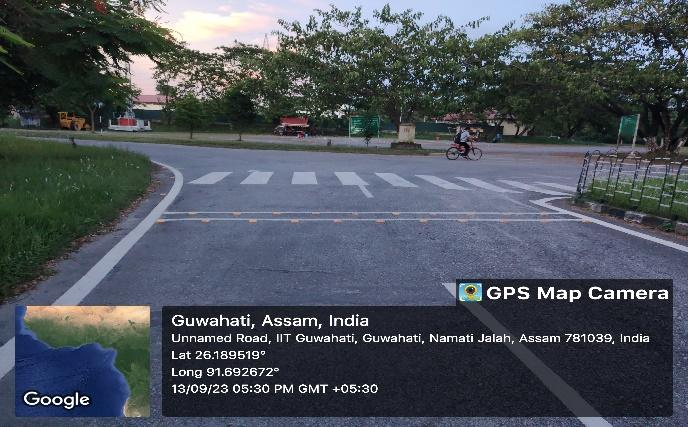 GPS Map Camera
Guwahati, Assam, India
Unnamed Road, IIT Guwahati, Guwahati, Namati Jalah, Assam 781039, India
Lat 26.189519°
Long 91.692672°
13/09/23 05:30 PM GMT +05:30
Google